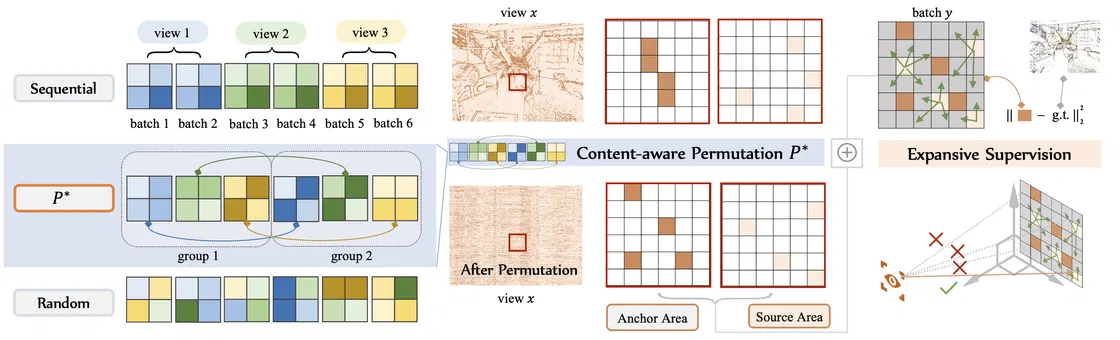 view 1
view 2
view 3
Sequential
batch 1
batch 2
batch 3
batch 4
batch 5
batch 6
P*
group 1
group 2
Random
view x
Content-aware Permutation P*
After Permutation
view x
Anchor Area
Source Area
batch y
|| − g.t. ||²₂
Expansive Supervision